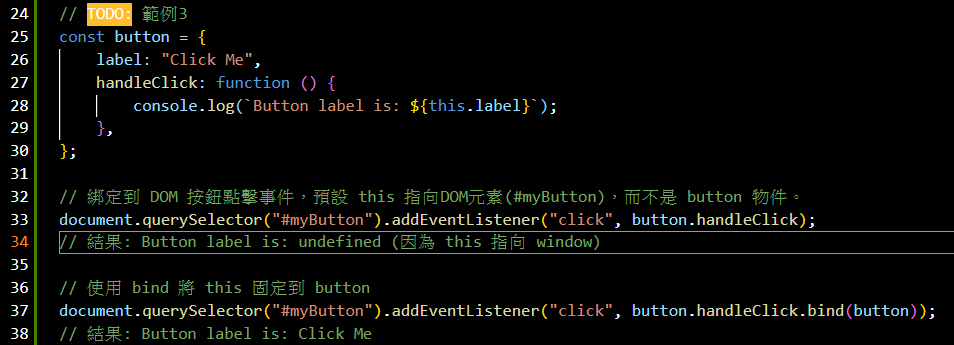 24 // TODO: 範例3
25 const button = {
26 label: "Click Me",
27 handleClick: function () {
28 console.log(`Button label is: ${this.label}`);
29 },
30 };
31
32 // 綁定到 DOM 按鈕點擊事件，預設 this 指向DOM元素(#myButton)，而不是 button 物件。
33 document.querySelector("#myButton").addEventListener("click", button.handleClick);
34 // 結果: Button label is: undefined (因為 this 指向 window)
35
36 // 使用 bind 將 this 固定到 button
37 document.querySelector("#myButton").addEventListener("click", button.handleClick.bind(button));
38 // 結果: Button label is: Click Me